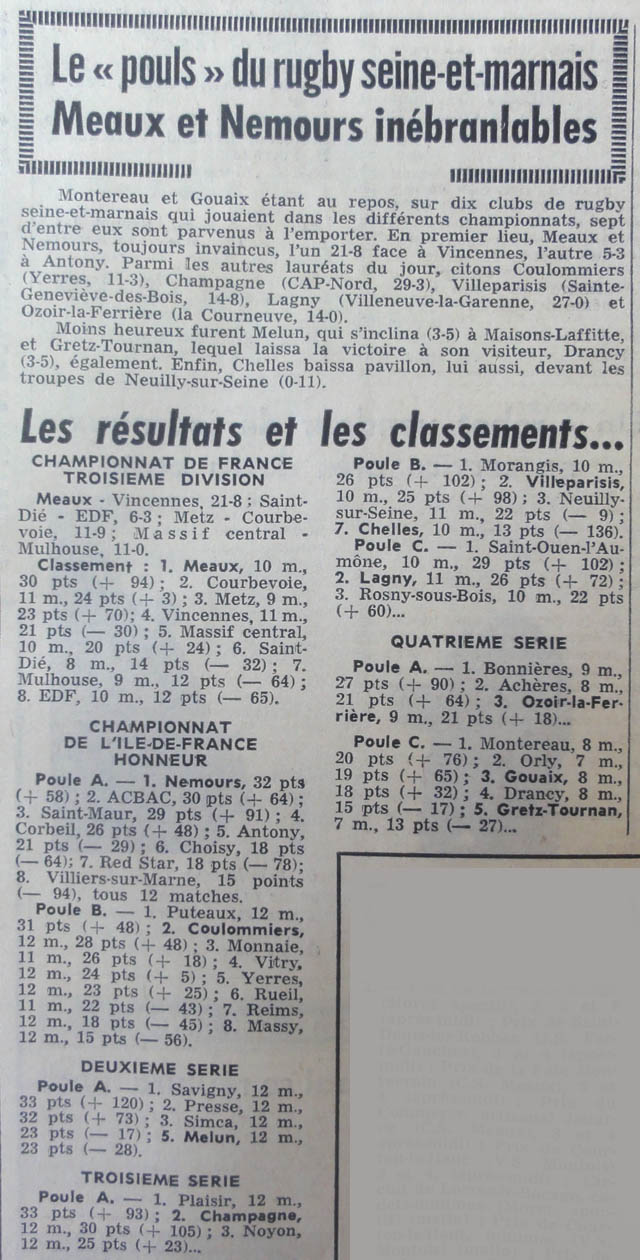 Le « pouls » du rugby seine-et-marnais
Meaux et Nemours inébranlables
Montereau et Gouaix étant au repos, sur dix clubs de rugby
seine-et-marnais qui jouaient dans les différents championnats, sept
d'entre eux sont parvenus à l'emporter. En premier lieu, Meaux et
Nemours, toujours invaincus, l'un 21-8 face à Vincennes, l'autre 5-3
à Antony. Parmi les autres lauréats du jour, citons Coulommiers
(Yerres, 11-3), Champagne (CAP-Nord, 29-3), Villeparisis (Sainte-
Geneviève-des-Bois, 14-8), Lagny (Villeneuve-la-Garenne, 27-0) et
Ozoir-la-Ferrière (la Courneuve, 14-0).
Moins heureux furent Melun, qui s'inclina (3-5) à Maisons-Laffitte,
et Gretz-Tournan, lequel laissa la victoire à son visiteur, Drancy
(3-5), également. Enfin, Chelles baissa pavillon, lui aussi, devant les
troupes de Neuilly-sur-Seine (0-11).
Les résultats et les classements...
CHAMPIONNAT DE FRANCE
TROISIEME DIVISION
Meaux - Vincennes, 21-8 ; Saint-
Dié - EDF, 6-3 ; Metz - Courbe-
voie, 11-9 ; Massif central -
Mulhouse, 11-0.
Classement : 1. Meaux, 10 m.,
30 pts (+ 94) ; 2. Courbevoie,
11 m., 24 pts (+ 3) ; 3. Metz, 9 m.,
23 pts (+ 70); 4. Vincennes, 11 m.,
21 pts (— 30) ; 5. Massif central,
10 m., 20 pts (+ 24) ; 6. Saint-
Dié, 8 m., 14 pts (— 32) ; 7.
Mulhouse, 9 m., 12 pts (— 64) ;
8. EDF, 10 m., 12 pts (— 65).
CHAMPIONNAT
DE L'ILE-DE-FRANCE
HONNEUR
Poule A. — 1. Nemours, 32 pts
(+ 58) ; 2. ACBAC, 30 pts (+ 64) ;
3. Saint-Maur, 29 pts (+ 91) ; 4.
Corbeil, 26 pts (+ 48) ; 5. Antony,
21 pts (— 29) ; 6. Choisy, 18 pts
(— 64); 7. Red Star, 18 pts (— 78);
8. Villiers-sur-Marne, 15 points
(— 94), tous 12 matches.
Poule B. — 1. Puteaux, 12 m.,
31 pts (+ 48) ; 2. Coulommiers,
12 m., 28 pts (+ 48) ; 3. Monnaie,
11 m., 26 pts (+ 18) ; 4. Vitry,
12 m., 24 pts (+ 5) ; 5. Yerres,
12 m., 23 pts (+ 25) ; 6. Rueil,
11 m., 22 pts (— 43) ; 7. Reims,
12 m., 18 pts (— 45) ; 8. Massy,
12 m., 15 pts (— 56).
DEUXIEME SERIE
Poule A. — 1. Savigny, 12 m.,
33 pts (+ 120) ; 2. Presse, 12 m.,
32 pts (+ 73) ; 3. Simca, 12 m.,
23 pts (— 17) ; 5. Melun, 12 m.,
23 pts (— 28).
TROISIEME SERIE
Poule A. — 1. Plaisir, 12 m.,
33 pts (+ 93) ; 2. Champagne,
12 m., 30 pts (+ 105) ; 3. Noyon,
12 m., 25 pts (+ 23)...
Poule B. — 1. Morangis, 10 m.,
26 pts (+ 102) ; 2. Villeparisis,
10 m., 25 pts (+ 98) ; 3. Neuilly-
sur-Seine, 11 m., 22 pts (— 9) ;
7. Chelles, 10 m., 13 pts (— 136).
Poule C. — 1. Saint-Ouen-l'Au-
mône, 10 m., 29 pts (+ 102) ;
2. Lagny, 11 m., 26 pts (+ 72) ;
3. Rosny-sous-Bois, 10 m., 22 pts
(+ 60)...
QUATRIEME SERIE
Poule A. — 1. Bonnières, 9 m.,
27 pts (+ 90) ; 2. Achères, 8 m.,
21 pts (+ 64) ; 3. Ozoir-la-Fer-
rière, 9 m., 21 pts (+ 18)...
Poule C. — 1. Montereau, 8 m.,
20 pts (+ 76) ; 2. Orly, 7 m.,
19 pts (+ 65) ; 3. Gouaix, 8 m.,
18 pts (+ 32) ; 4. Drancy, 8 m.,
15 pts (— 17) ; 5. Gretz-Tournan,
7 m., 13 pts (— 27)...